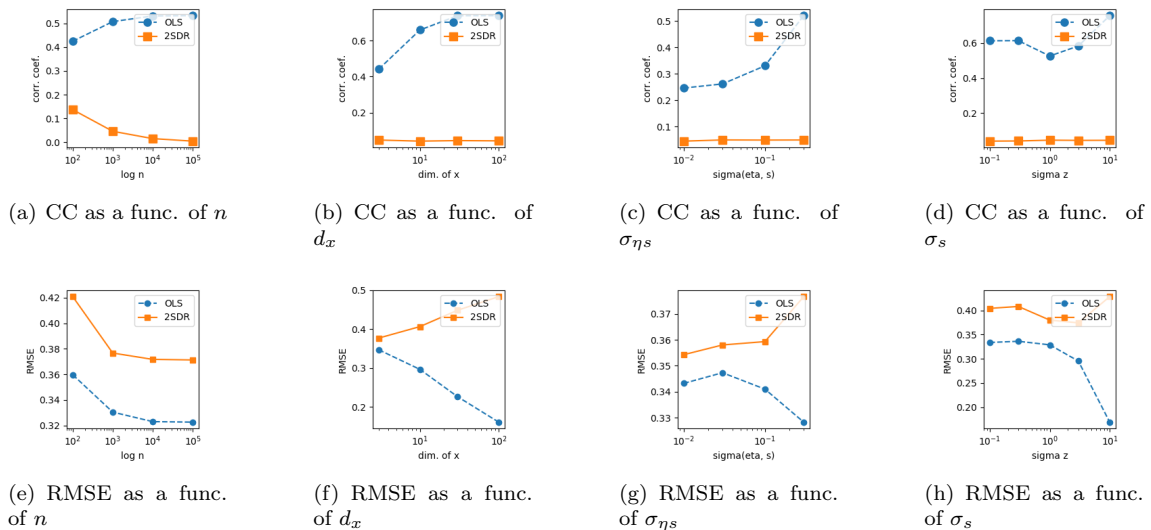 OLS
2SDR
0.5
0.4
0.3
0.2
0.1
0.0
corr. coef.
10² 10³ 10⁴ 10⁵
log n
(a) CC as a func. of n
OLS
2SDR
0.6
0.4
0.2
corr. coef.
10¹ 10²
dim. of x
(b) CC as a func. of
dₓ
OLS
2SDR
0.5
0.4
0.3
0.2
0.1
corr. coef.
10⁻² 10⁻¹
sigma(eta, s)
(c) CC as a func. of
σηs
OLS
2SDR
0.6
0.4
0.2
corr. coef.
10⁻¹ 10⁰ 10¹
sigma z
(d) CC as a func. of
σₛ
OLS
2SDR
0.42
0.40
0.38
0.36
0.34
0.32
RMSE
10² 10³ 10⁴ 10⁵
log n
(e) RMSE as a func.
of n
OLS
2SDR
0.5
0.4
0.3
0.2
RMSE
10¹ 10²
dim. of x
(f) RMSE as a func.
of dₓ
OLS
2SDR
0.37
0.36
0.35
0.34
0.33
RMSE
10⁻² 10⁻¹
sigma(eta, s)
(g) RMSE as a func.
of σηs
OLS
2SDR
0.40
0.35
0.30
0.25
0.20
RMSE
10⁻¹ 10⁰ 10¹
sigma z
(h) RMSE as a func.
of σₛ